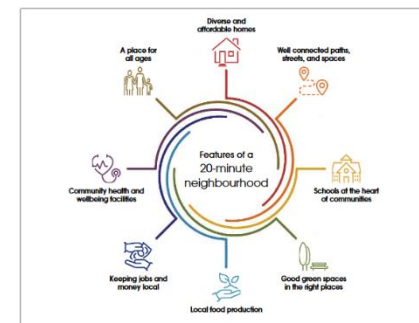 Diverse and
affordable homes
A place for
all ages
Well connected paths,
streets, and spaces
Features of a
20-minute
neighbourhood
Community health and
wellbeing facilities
Schools at the heart
of communities
Keeping jobs and
money local
Good green spaces
in the right places
Local food production